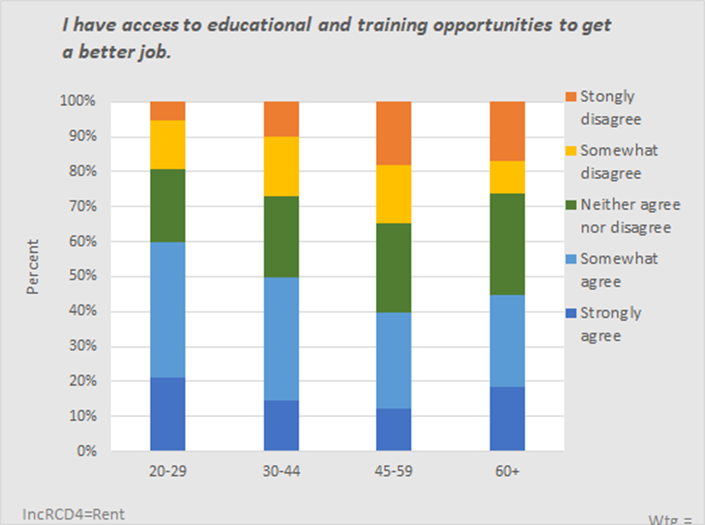 I have access to educational and training opportunities to get
a better job.
100%
90%
80%
70%
60%
50%
40%
30%
20%
10%
0%
Percent
20-29
30-44
45-59
60+
Stongly
disagree
Somewhat
disagree
Neither agree
nor disagree
Somewhat
agree
Strongly
agree
IncRCD4=Rent
Wtg =